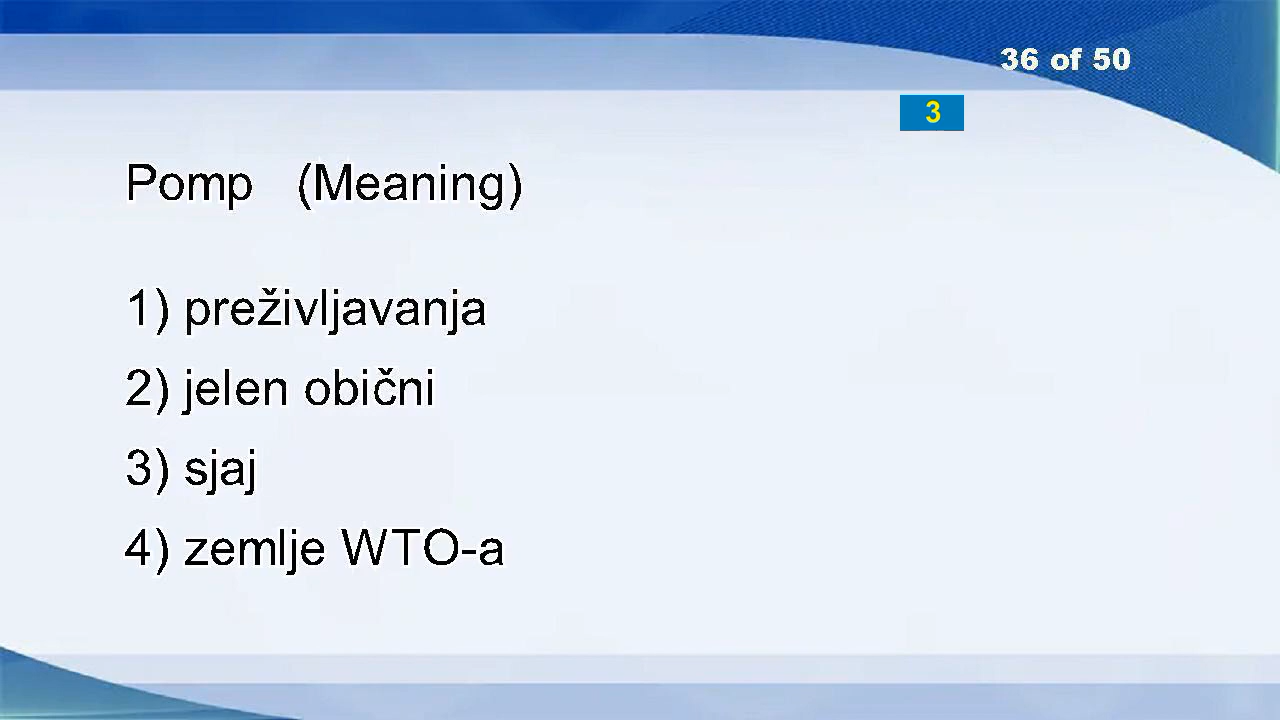 36 of 50
3
Pomp (Meaning)
1) preživljavanja
2) jelen obični
3) sjaj
4) zemlje WTO-a